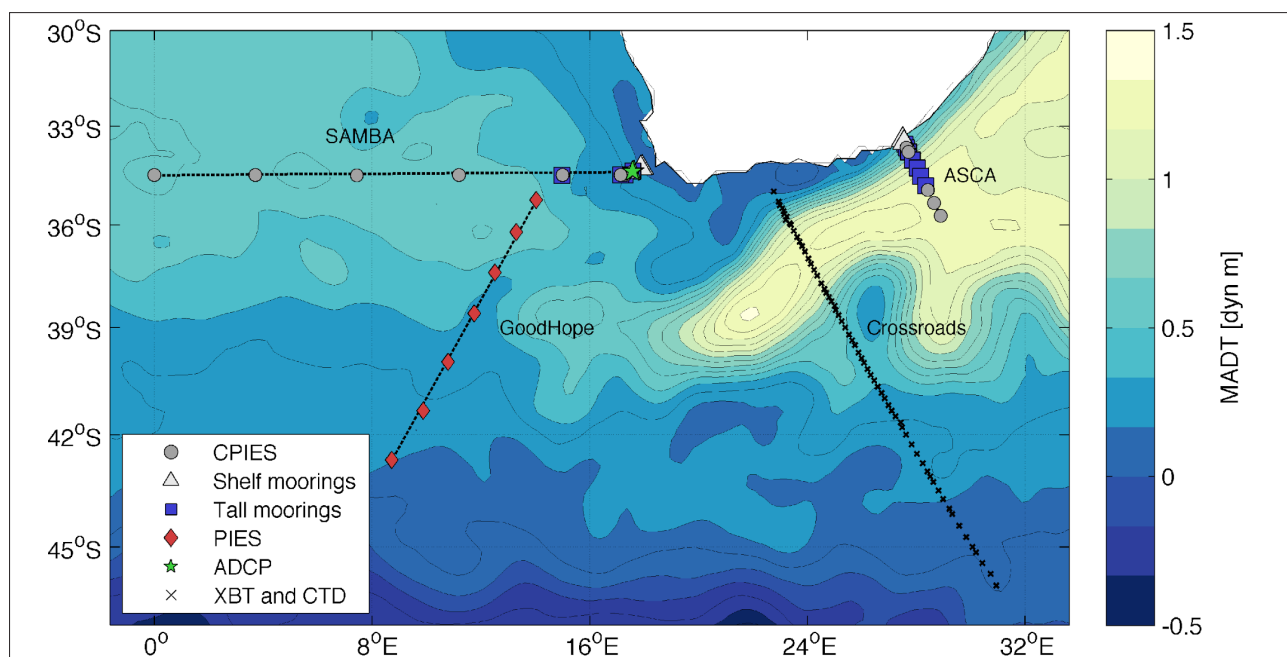 30°S
33°S
36°S
39°S
42°S
45°S
0°
8°E
16°E
24°E
32°E
SAMBA
ASCA
GoodHope
Crossroads
CPIES
Shelf moorings
Tall moorings
PIES
ADCP
XBT and CTD
1.5
1
0.5
0
-0.5
MADT [dyn m]